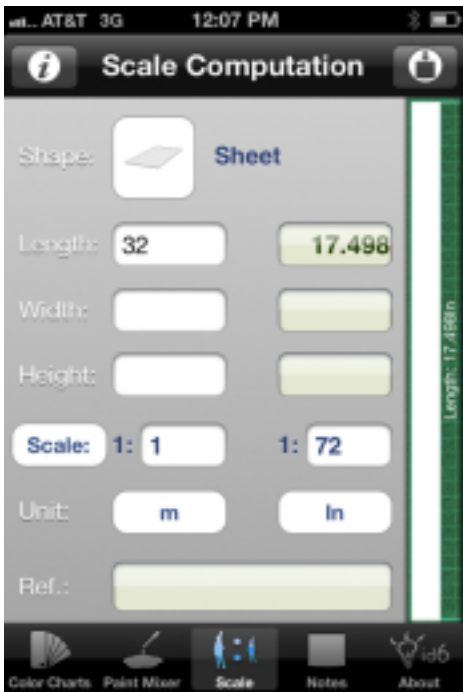 AT&T 3G 12:07 PM
Scale Computation
Shape: Sheet
Length: 32 17.498
Width:
Height:
Scale: 1: 1 1: 72
Unit: m In
Ref.:
Length: 17.498in
Color Charts Paint Mixer Scale Notes About
id6